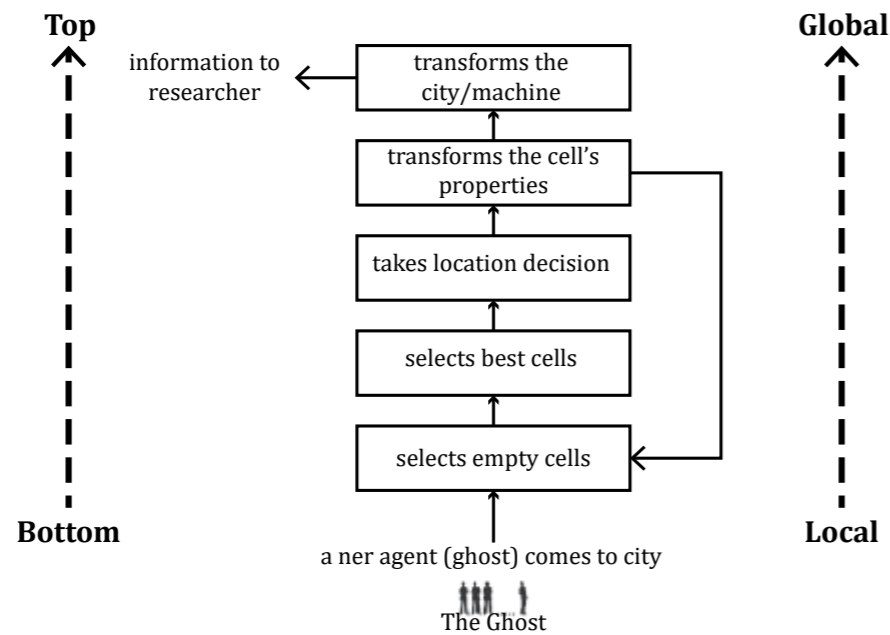 Top
Global
information to
researcher
transforms the
city/machine
transforms the cell’s
properties
takes location decision
selects best cells
selects empty cells
Bottom
Local
a ner agent (ghost) comes to city
The Ghost